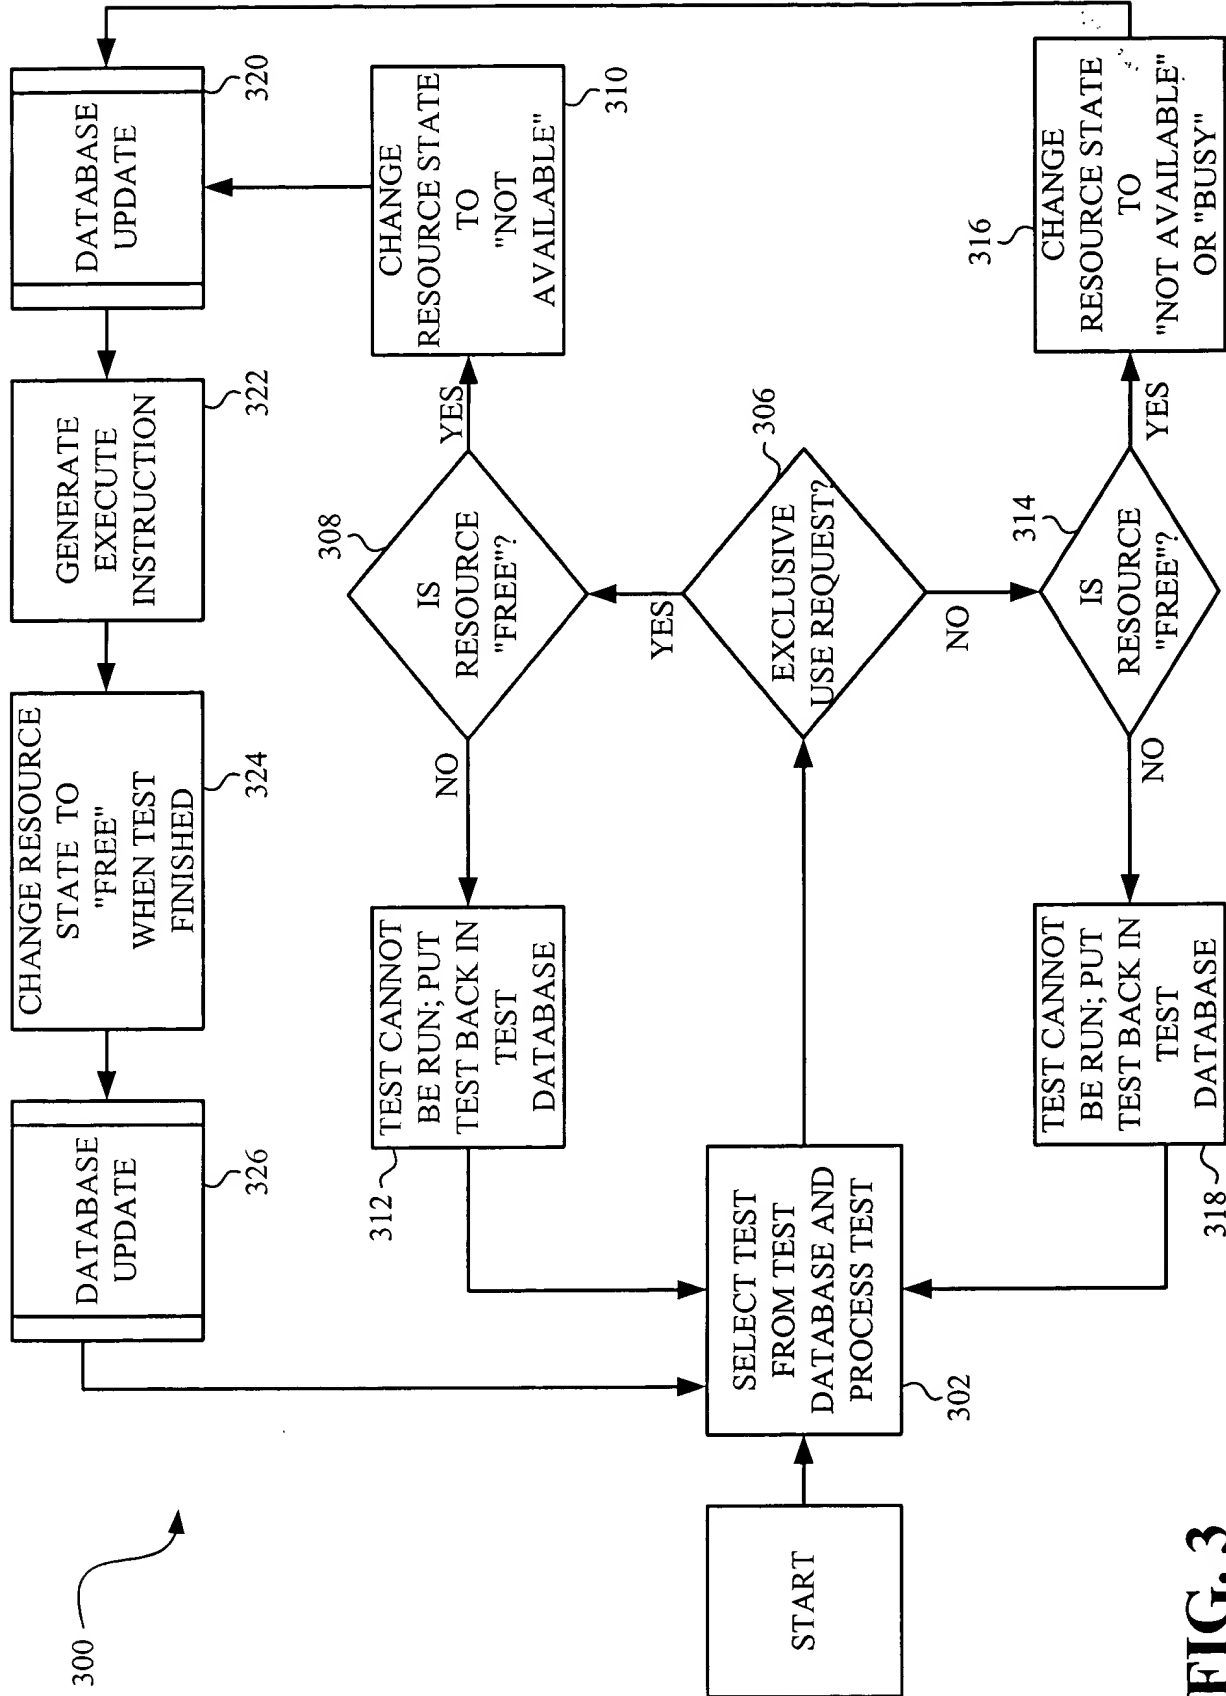 300
START
SELECT TEST
FROM TEST
DATABASE AND
PROCESS TEST
302
EXCLUSIVE
USE REQUEST?
306
YES
NO
IS
RESOURCE
"FREE"?
308
YES
NO
CHANGE
RESOURCE STATE
TO
"NOT
AVAILABLE"
310
TEST CANNOT
BE RUN; PUT
TEST BACK IN
TEST
DATABASE
312
IS
RESOURCE
"FREE"?
314
YES
NO
CHANGE
RESOURCE STATE
TO
"NOT AVAILABLE"
OR "BUSY"
316
TEST CANNOT
BE RUN; PUT
TEST BACK IN
TEST
DATABASE
318
DATABASE
UPDATE
320
GENERATE
EXECUTE
INSTRUCTION
322
CHANGE RESOURCE
STATE TO
"FREE"
WHEN TEST
FINISHED
324
DATABASE
UPDATE
326
FIG. 3